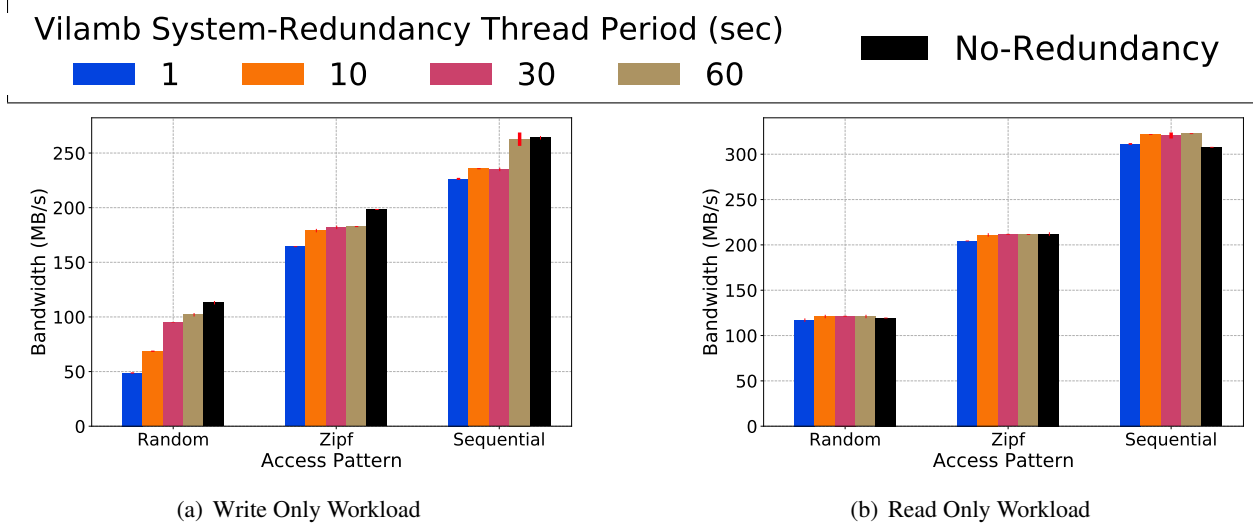 Vilamb System-Redundancy Thread Period (sec)
1 10 30 60
No-Redundancy
Bandwidth (MB/s)
250
200
150
100
50
0
Random Zipf Sequential
Access Pattern
(a) Write Only Workload
Bandwidth (MB/s)
300
250
200
150
100
50
0
Random Zipf Sequential
Access Pattern
(b) Read Only Workload